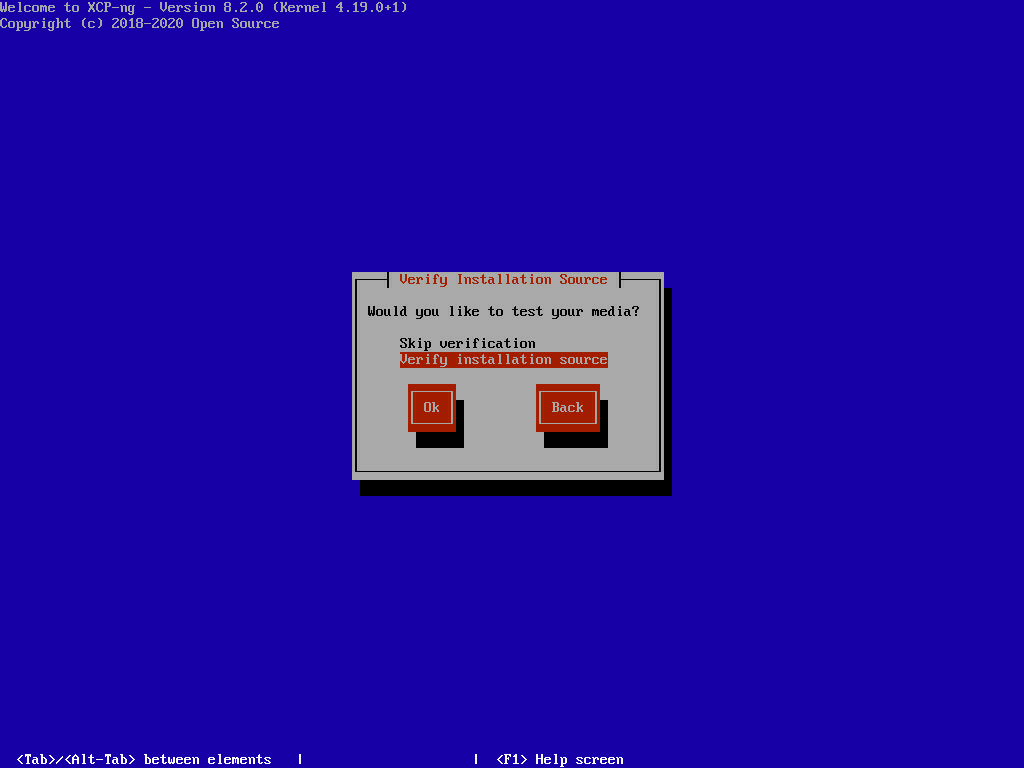 Welcome to XCP-ng - Version 8.2.0 (Kernel 4.19.0+1)
Copyright (c) 2018-2020 Open Source
Verify Installation Source
Would you like to test your media?
Skip verification
Verify installation source
Ok Back
<Tab>/<Alt-Tab> between elements | | <F1> Help screen